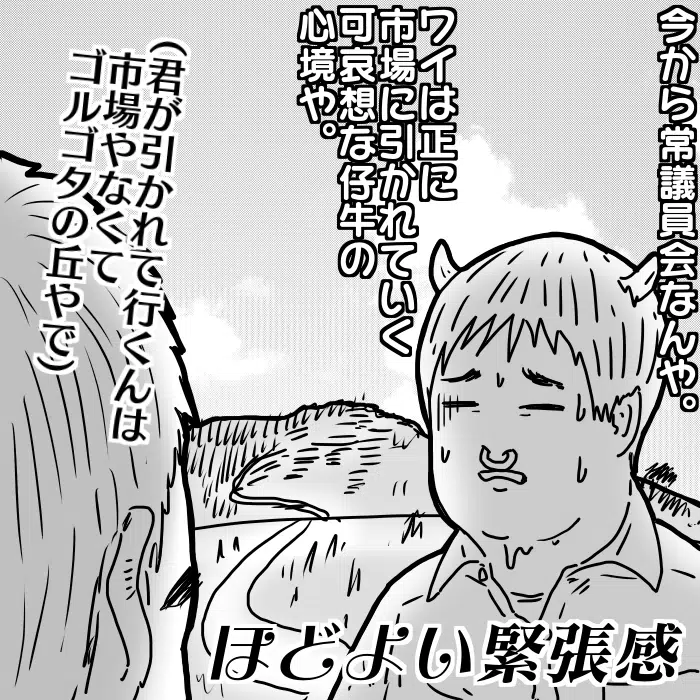 今から常議員会なんや。
ワイは正に
市場に引かれていく
可哀想な仔牛の
心境や。
(君が引かれて行くんは
市場やなくて
ゴルゴタの丘やで)
ほどよい緊張感